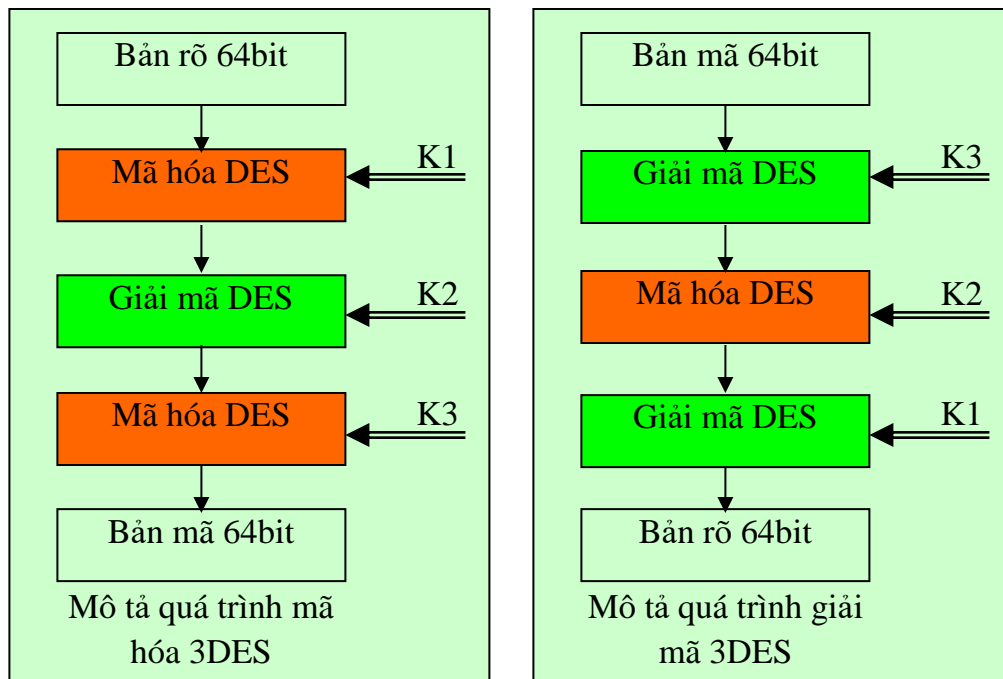 Bản rõ 64bit
Mã hóa DES
K1
Giải mã DES
K2
Mã hóa DES
K3
Bản mã 64bit
Mô tả quá trình mã
hóa 3DES
Bản mã 64bit
Giải mã DES
K3
Mã hóa DES
K2
Giải mã DES
K1
Bản rõ 64bit
Mô tả quá trình giải
mã 3DES